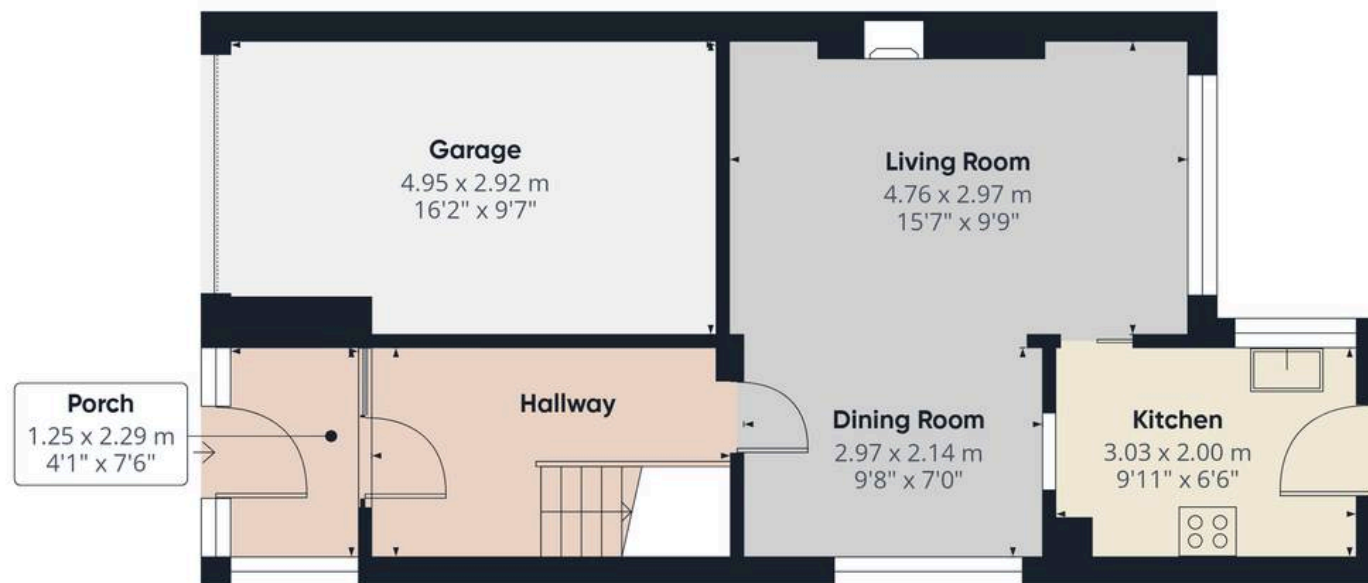 Garage
4.95 x 2.92 m
16'2" x 9'7"
Living Room
4.76 x 2.97 m
15'7" x 9'9"
Porch
1.25 x 2.29 m
4'1" x 7'6"
Hallway
Dining Room
2.97 x 2.14 m
9'8" x 7'0"
Kitchen
3.03 x 2.00 m
9'11" x 6'6"